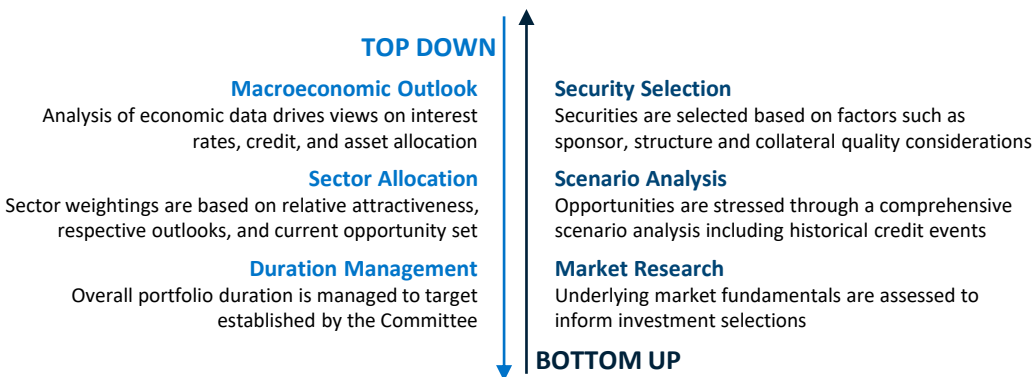 TOP DOWN
Macroeconomic Outlook
Analysis of economic data drives views on interest
rates, credit, and asset allocation
Sector Allocation
Sector weightings are based on relative attractiveness,
respective outlooks, and current opportunity set
Duration Management
Overall portfolio duration is managed to target
established by the Committee
Security Selection
Securities are selected based on factors such as
sponsor, structure and collateral quality considerations
Scenario Analysis
Opportunities are stressed through a comprehensive
scenario analysis including historical credit events
Market Research
Underlying market fundamentals are assessed to
inform investment selections
BOTTOM UP